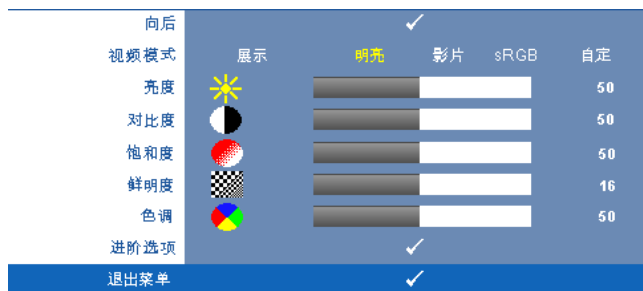 向后
视频模式 展示 明亮 影片 sRGB 自定
亮度 50
对比度 50
饱和度 50
鲜明度 16
色调 50
进阶选项
退出菜单